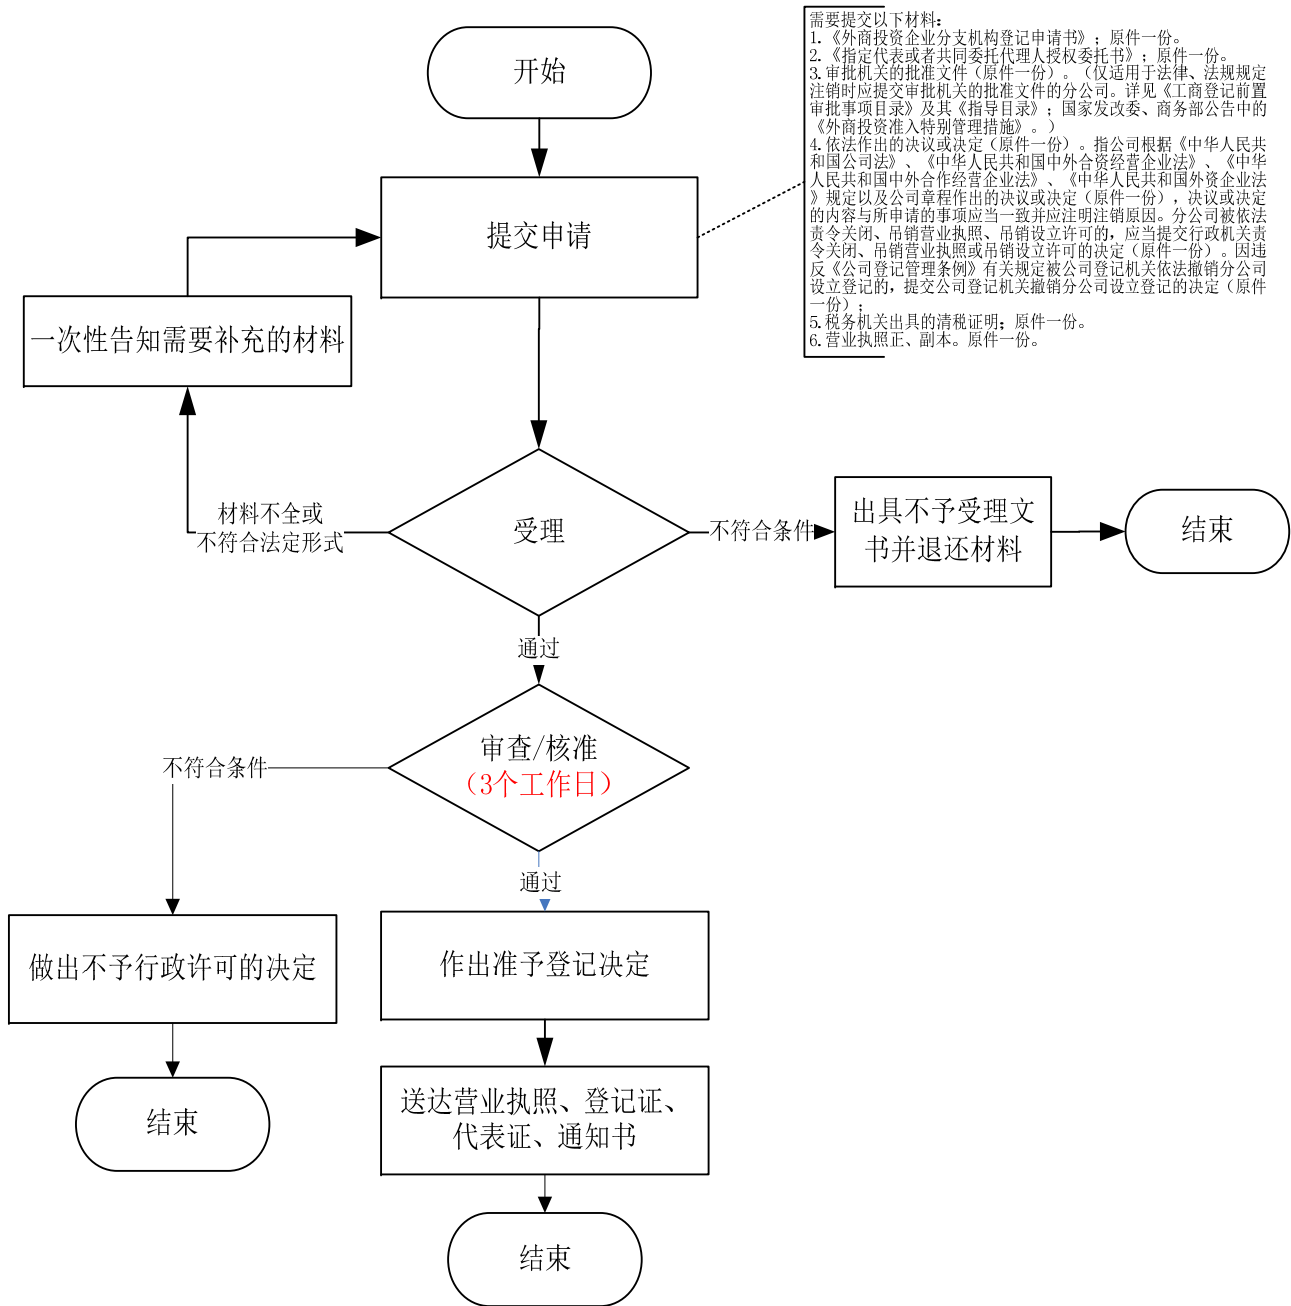 开始
需要提交以下材料：
1.《外商投资企业分支机构登记申请书》；原件一份。
2.《指定代表或者共同委托代理人授权委托书》；原件一份。
3.审批机关的批准文件（原件一份）。（仅适用于法律、法规规定
注销时应提交审批机关的批准文件的分公司。详见《工商登记前置
审批事项目录》及其《指导目录》；国家发改委、商务部公告中的
《外商投资准入特别管理措施》。）
4.依法作出的决议或决定（原件一份）。指公司根据《中华人民共
和国公司法》、《中华人民共和国中外合资经营企业法》、《中华
人民共和国中外合作经营企业法》、《中华人民共和国外资企业法
》规定以及公司章程作出的决议或决定（原件一份），决议或决定
的内容与所申请的事项应当一致并应注明注销原因。分公司被依法
责令关闭、吊销营业执照、吊销设立许可的，应当提交行政机关责
令关闭、吊销营业执照或吊销设立许可的决定（原件一份）。因违
反《公司登记管理条例》有关规定被公司登记机关依法撤销分公司
设立登记的，提交公司登记机关撤销分公司设立登记的决定（原件
一份）；
5.税务机关出具的清税证明；原件一份。
6.营业执照正、副本。原件一份。
提交申请
一次性告知需要补充的材料
材料不全或
不符合法定形式
受理
不符合条件
出具不予受理文
书并退还材料
结束
通过
审查/核准
（3个工作日）
不符合条件
通过
做出不予行政许可的决定
作出准予登记决定
结束
送达营业执照、登记证、
代表证、通知书
结束